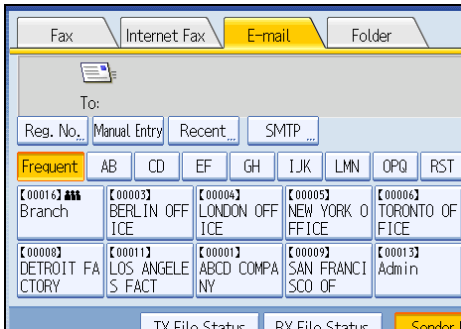 Fax Internet Fax E-mail Folder
To:
Reg. No. Manual Entry Recent SMTP
Frequent AB CD EF GH IJK LMN OPQ RST
【00016】 【00003】 【00004】 【00005】 【00006】
Branch BERLIN OFF LONDON OFF NEW YORK O TORONTO OF
ICE ICE FFICE FICE
【00008】 【00011】 【00001】 【00009】 【00013】
DETROIT FA LOS ANGELE ABCD COMPA SAN FRANCI Admin
CTORY S FACT NY SCO OF
TX File Status RX File Status Sender